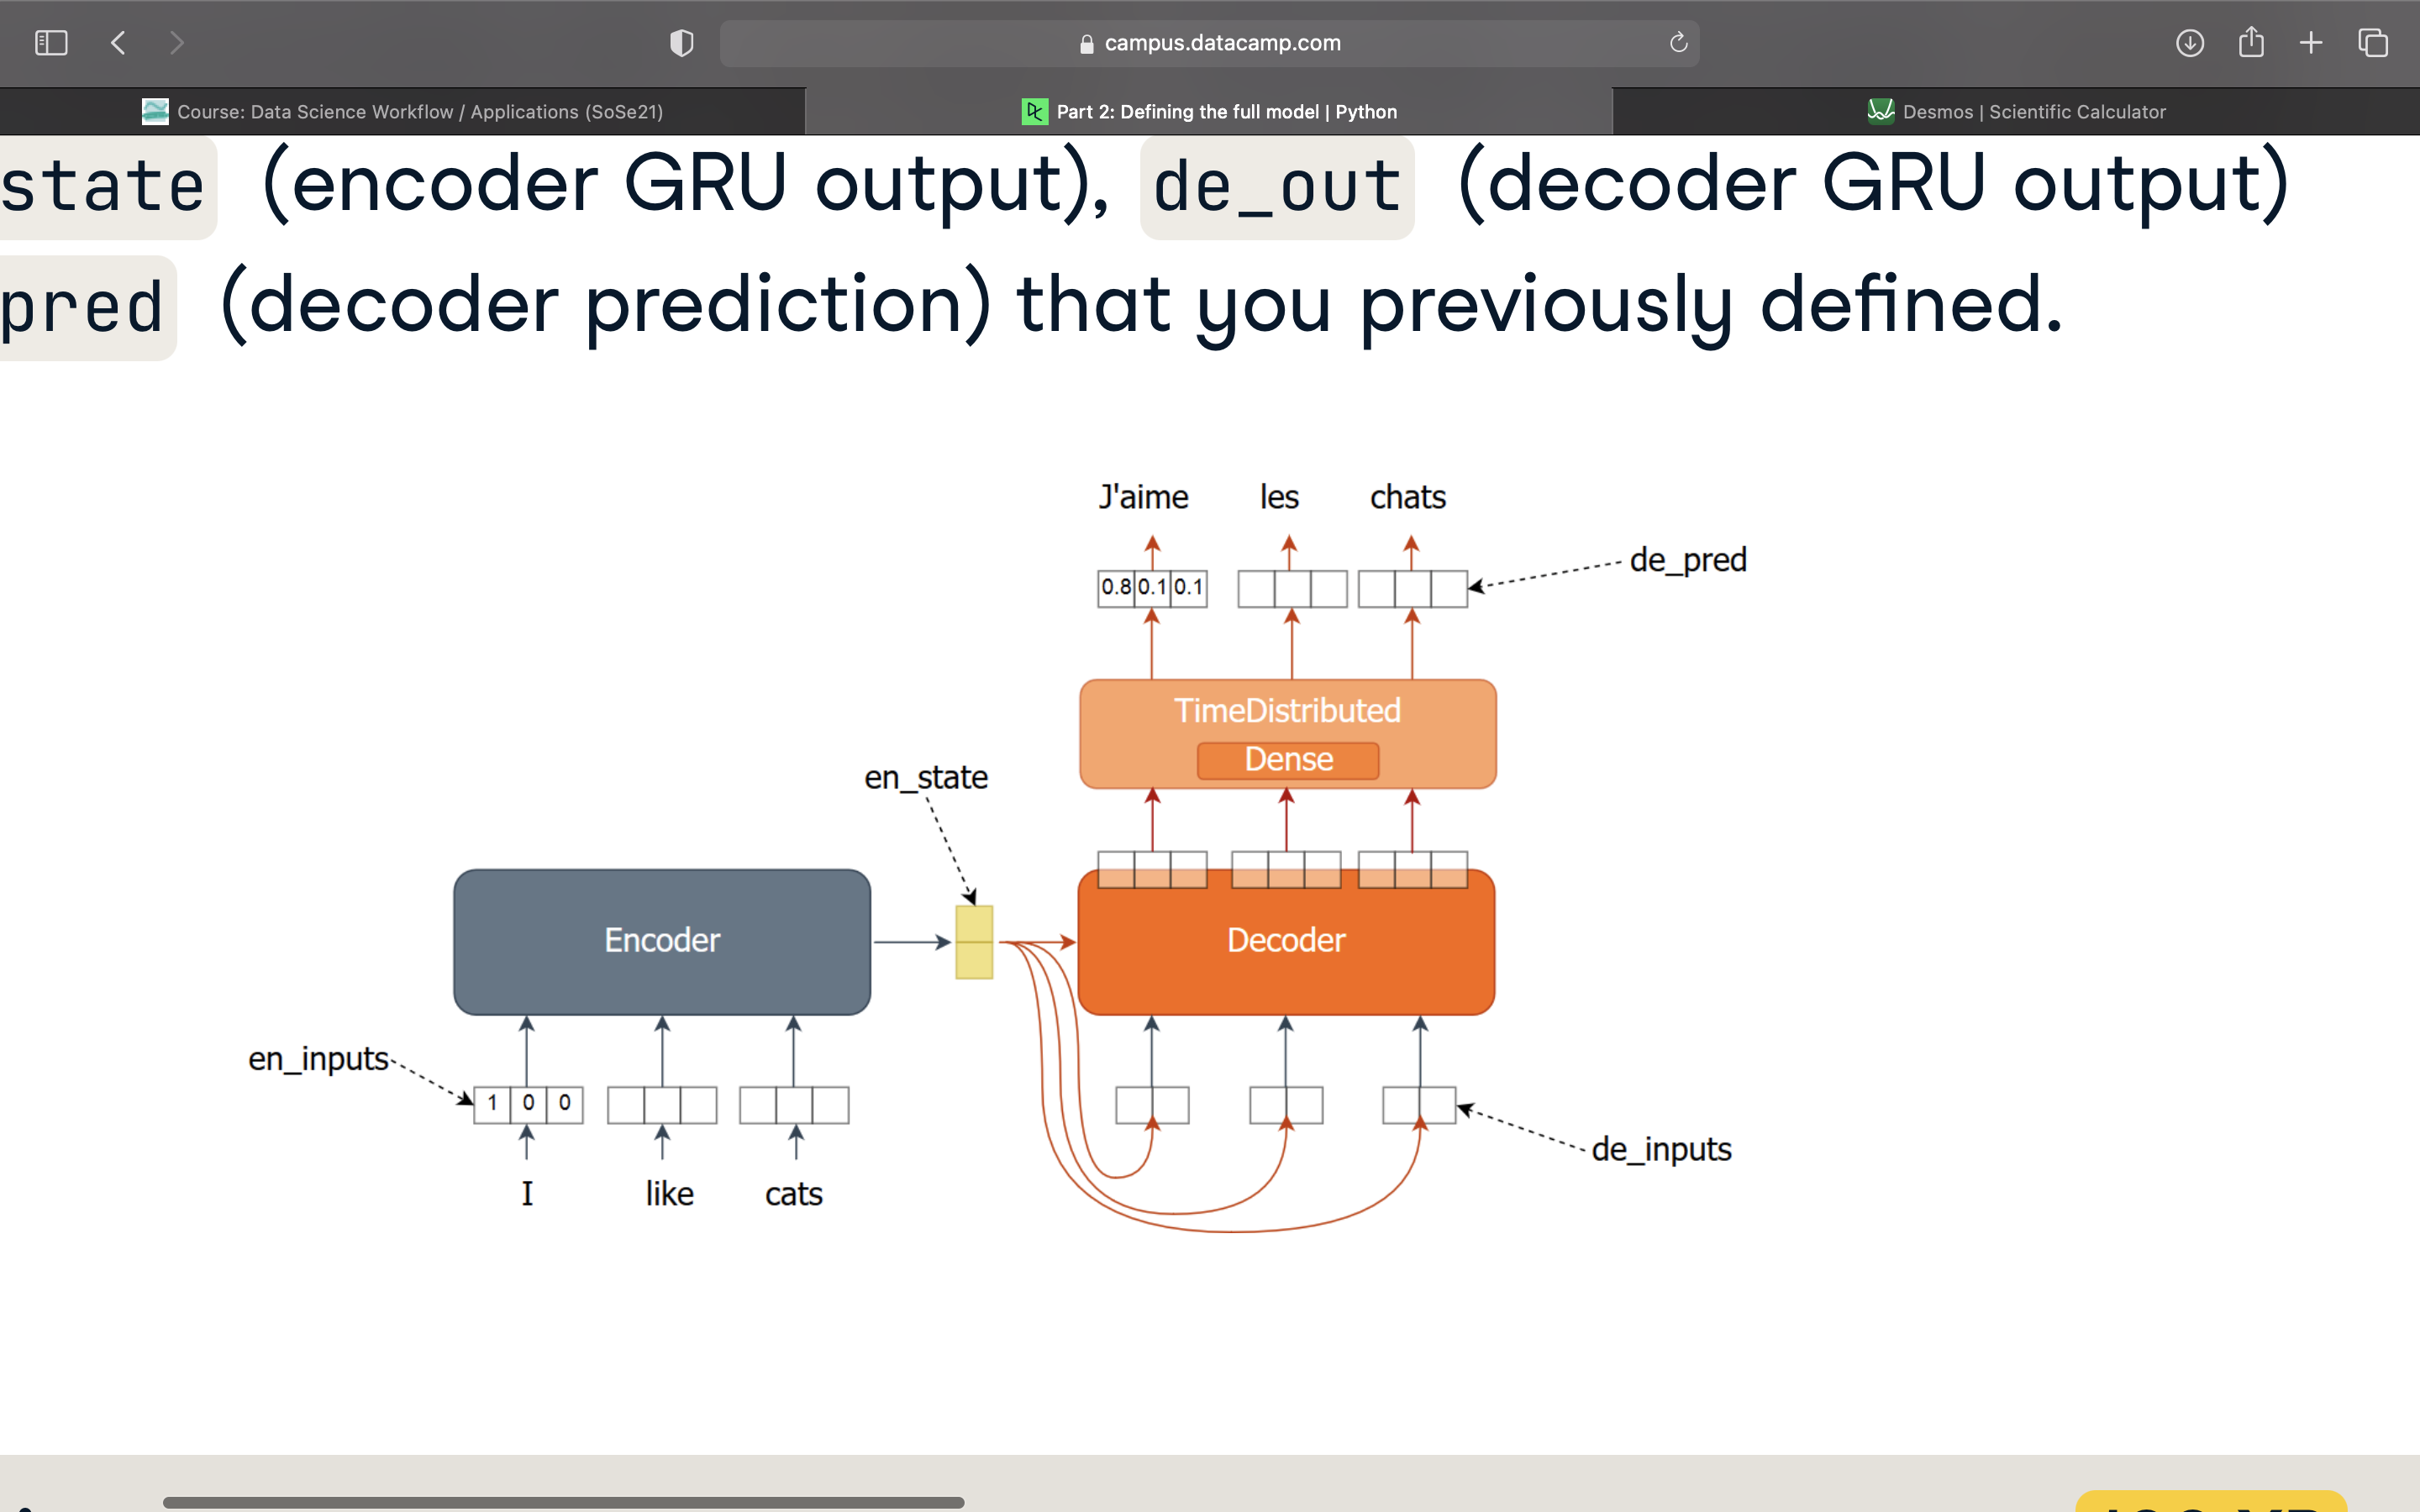 campus.datacamp.com
Course: Data Science Workflow / Applications (SoSe21)
Part 2: Defining the full model | Python
Desmos | Scientific Calculator
state (encoder GRU output), de_out (decoder GRU output)
pred (decoder prediction) that you previously defined.
J'aime les chats
de_pred
0.8 0.1 0.1
TimeDistributed
Dense
en_state
Encoder
Decoder
en_inputs
1 0 0
de_inputs
I like cats